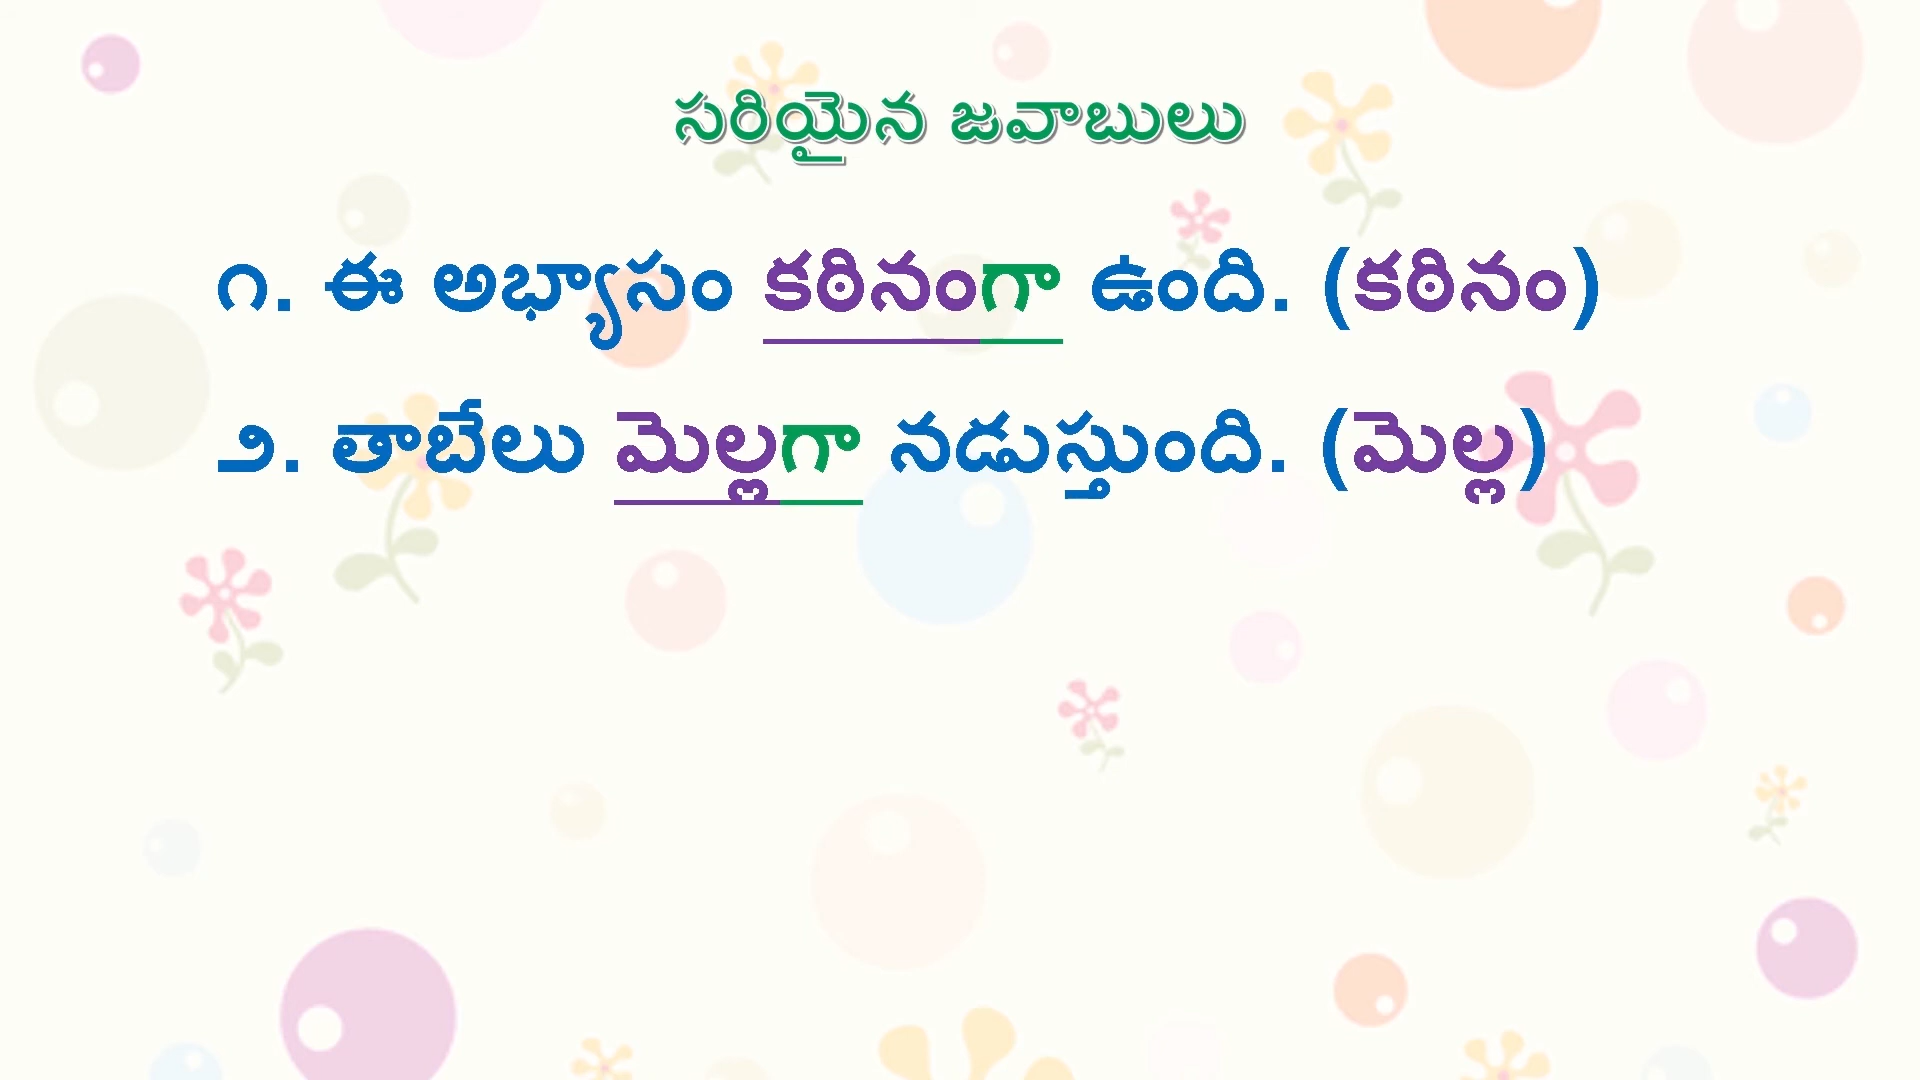 సరియైన జవాబులు
౧. ఈ అభ్యాసం కఠినంగా ఉంది. (కఠినం)
౨. తాబేలు మెల్లగా నడుస్తుంది. (మెల్ల)